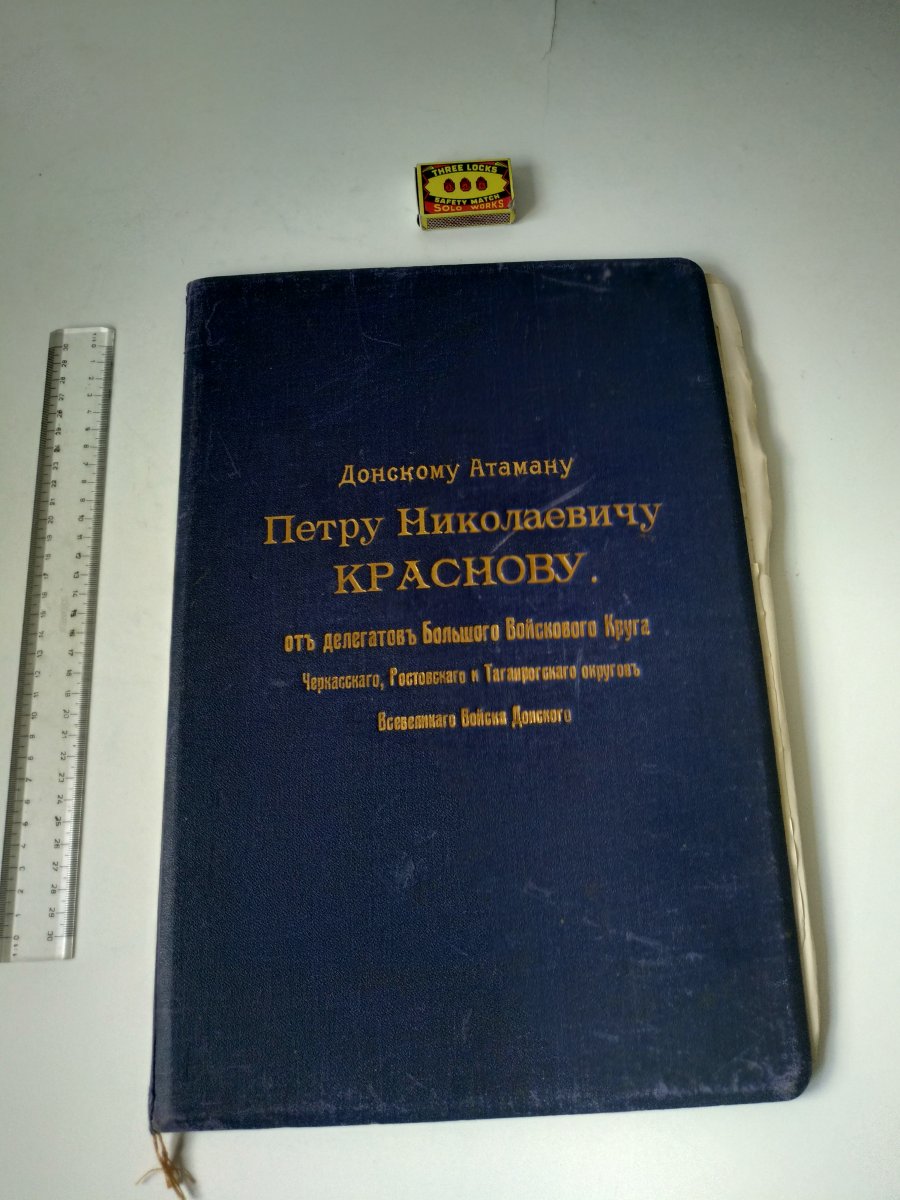 THREE LOCKS
SAFETY MATCH
SOLO WORKS
Донскому Атаману
Петру Николаевичу
КРАСНОВУ.
отъ делегатовъ Большого Войскового Круга
Черкасскаго, Ростовскаго и Таганрогскаго округовъ
Всевеликаго Войска Донского